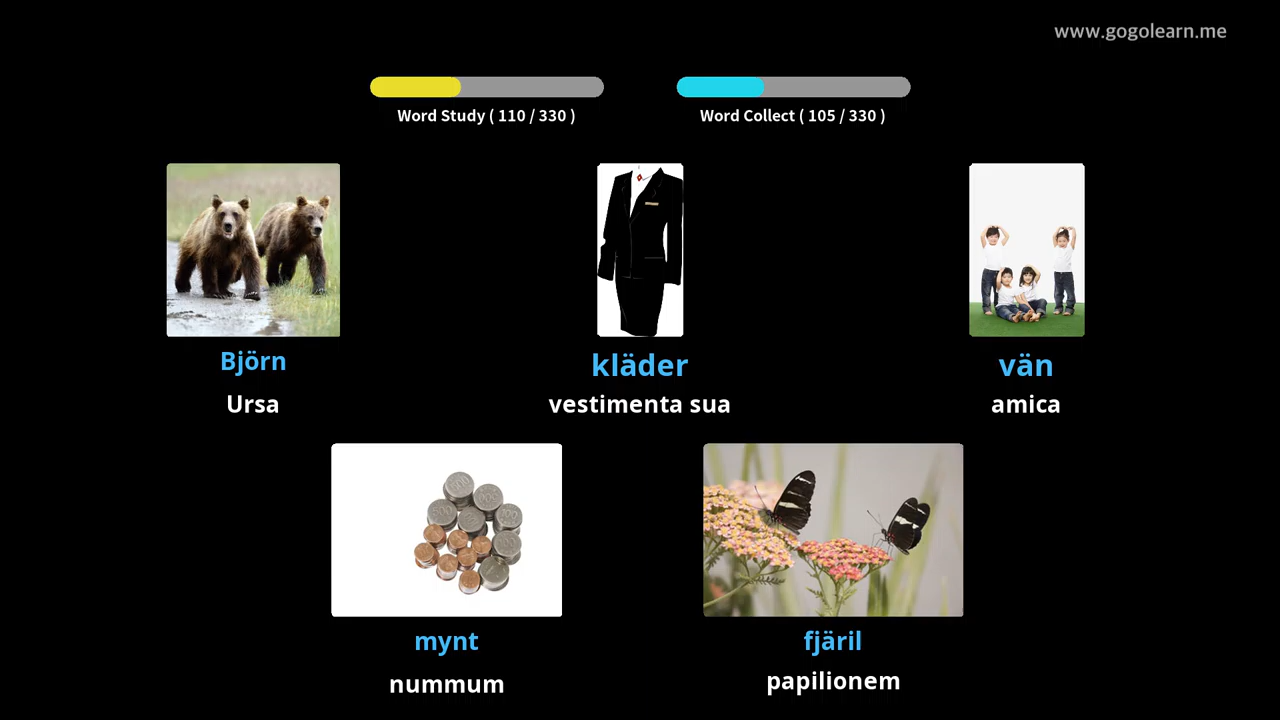 www.gogolearn.me
Word Study ( 110 / 330 )
Word Collect ( 105 / 330 )
Björn
kläder
vän
Ursa
vestimenta sua
amica
mynt
fjäril
nummum
papilionem